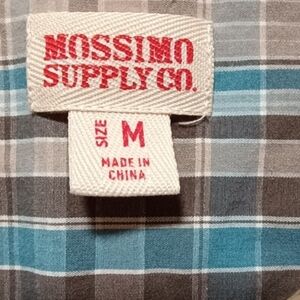 MOSSIMO
SUPPLY CO.
SIZE
M
MADE IN
CHINA